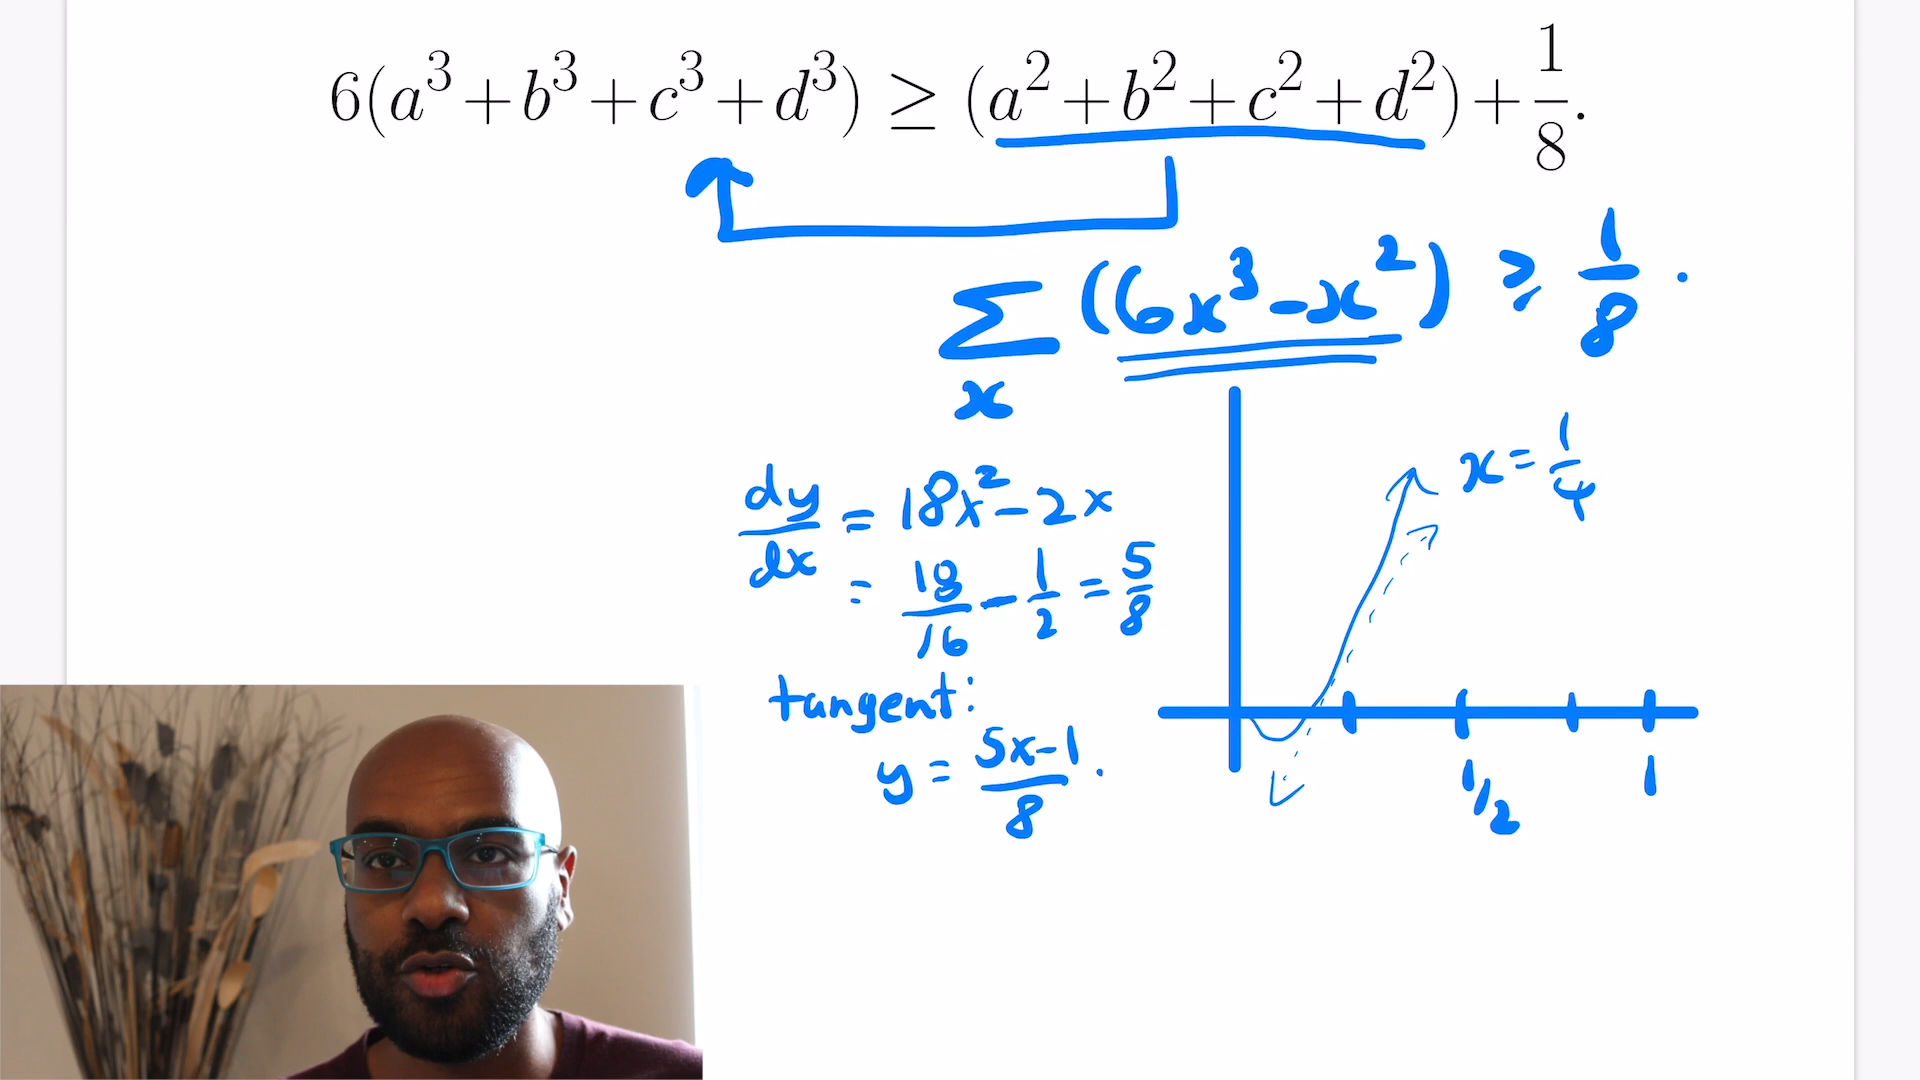 6(a³+b³+c³+d³) ≥ (a²+b²+c²+d²)+1/8.
∑ₓ (6x³-x²) ≥ 1/8.
x=1/4
dy/dx = 18x²-2x
= 18/16 - 1/2 = 5/8
tangent:
y = (5x-1)/8.
1/2
1